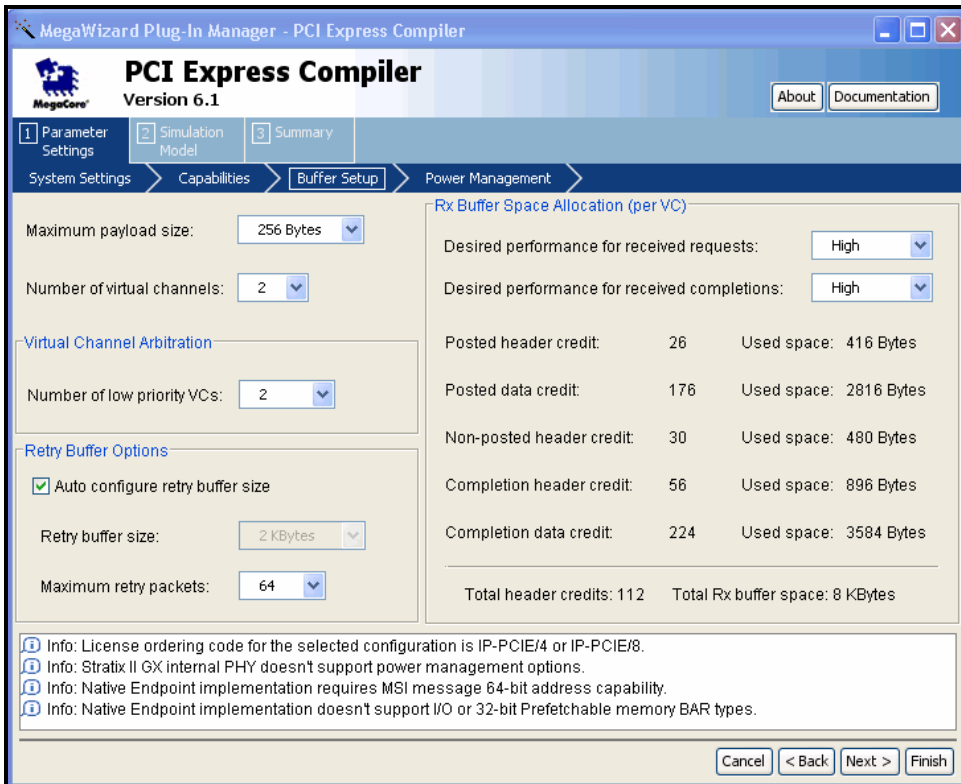 MegaWizard Plug-In Manager - PCI Express Compiler
MegaCore®
PCI Express Compiler
Version 6.1
About
Documentation
1 Parameter Settings
2 Simulation Model
3 Summary
System Settings
Capabilities
Buffer Setup
Power Management
Maximum payload size: 256 Bytes
Number of virtual channels: 2
Virtual Channel Arbitration
Number of low priority VCs: 2
Retry Buffer Options
Auto configure retry buffer size
Retry buffer size: 2 KBytes
Maximum retry packets: 64
Rx Buffer Space Allocation (per VC)
Desired performance for received requests: High
Desired performance for received completions: High
Posted header credit: 26 Used space: 416 Bytes
Posted data credit: 176 Used space: 2816 Bytes
Non-posted header credit: 30 Used space: 480 Bytes
Completion header credit: 56 Used space: 896 Bytes
Completion data credit: 224 Used space: 3584 Bytes
Total header credits: 112 Total Rx buffer space: 8 KBytes
Info: License ordering code for the selected configuration is IP-PCIE/4 or IP-PCIE/8.
Info: Stratix II GX internal PHY doesn't support power management options.
Info: Native Endpoint implementation requires MSI message 64-bit address capability.
Info: Native Endpoint implementation doesn't support I/O or 32-bit Prefetchable memory BAR types.
Cancel
< Back
Next >
Finish